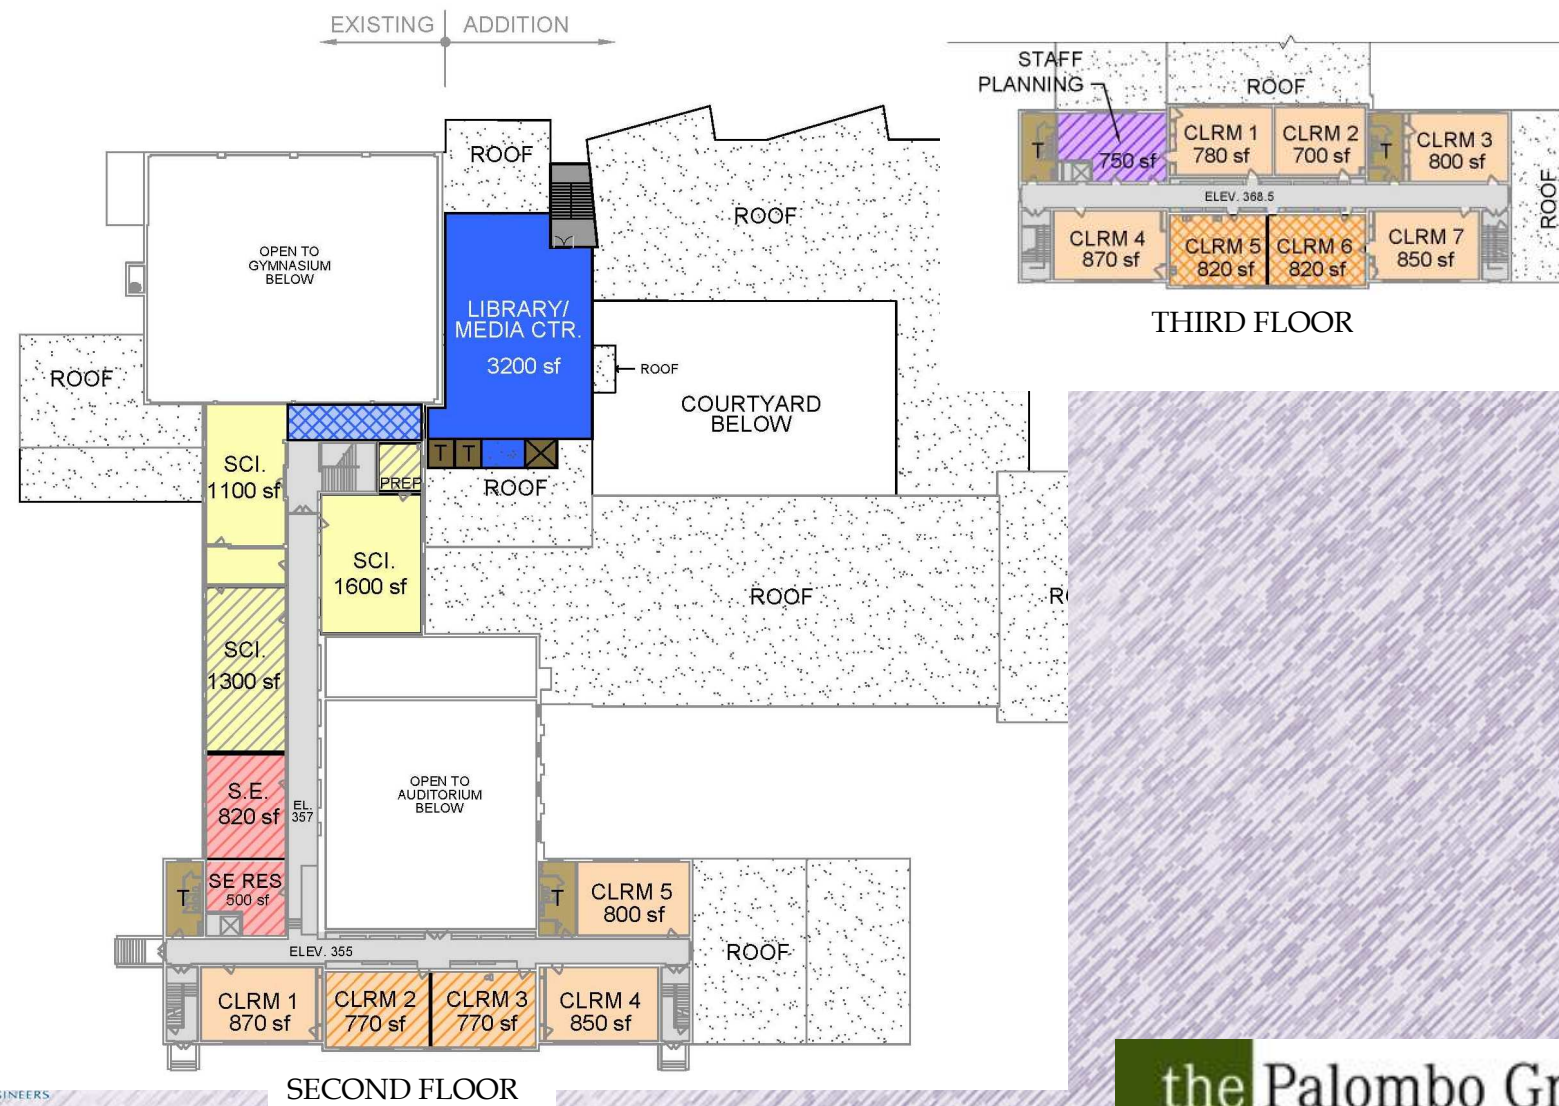 EXISTING ADDITION
ROOF
ROOF
OPEN TO
GYMNASIUM
BELOW
LIBRARY/
MEDIA CTR.
3200 sf
ROOF
ROOF
COURTYARD
BELOW
SCI.
1100 sf
PREP
T T
ROOF
SCI.
1600 sf
ROOF
SCI.
1300 sf
S.E.
820 sf
EL.
357
OPEN TO
AUDITORIUM
BELOW
T
SE RES
500 sf
T
CLRM 5
800 sf
ELEV. 355
ROOF
CLRM 1
870 sf
CLRM 2
770 sf
CLRM 3
770 sf
CLRM 4
850 sf
SECOND FLOOR
STAFF
PLANNING
ROOF
T
750 sf
CLRM 1
780 sf
CLRM 2
700 sf
T
CLRM 3
800 sf
ELEV. 368.5
ROOF
CLRM 4
870 sf
CLRM 5
820 sf
CLRM 6
820 sf
CLRM 7
850 sf
THIRD FLOOR
the Palombo Gr